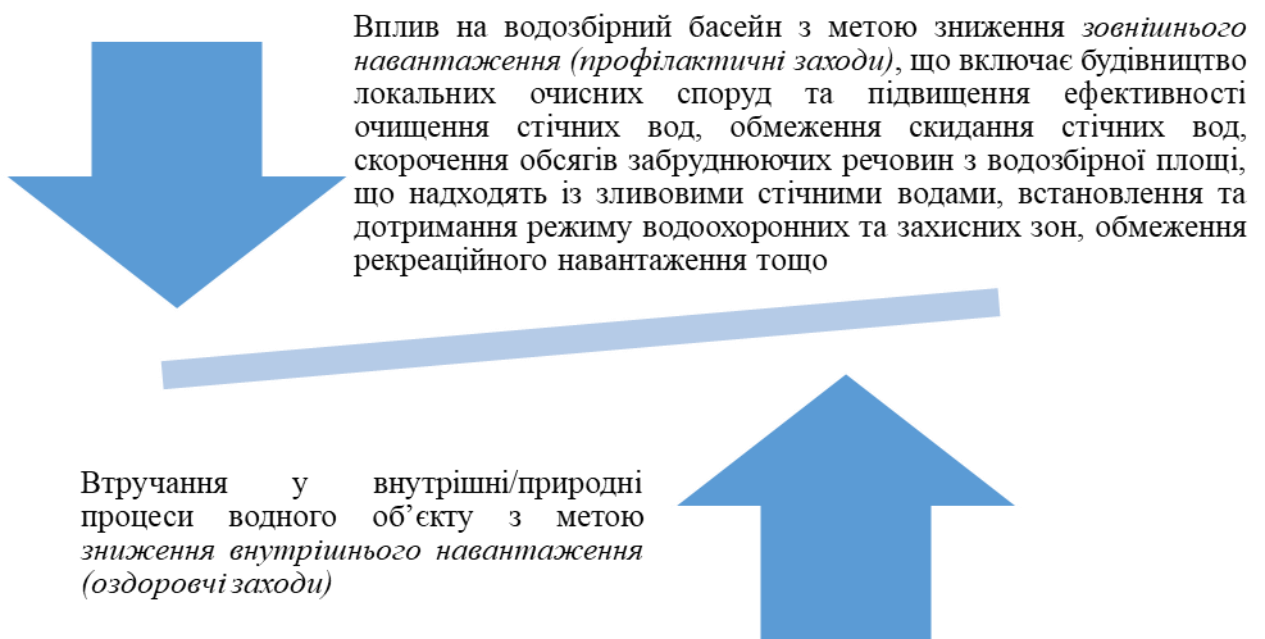 Вплив на водозбірний басейн з метою зниження зовнішнього
навантаження (профілактичні заходи), що включає будівництво
локальних очисних споруд та підвищення ефективності
очищення стічних вод, обмеження скидання стічних вод,
скорочення обсягів забруднюючих речовин з водозбірної площі,
що надходять із зливовими стічними водами, встановлення та
дотримання режиму водоохоронних та захисних зон, обмеження
рекреаційного навантаження тощо
Втручання у внутрішні/природні
процеси водного об’єкту з метою
зниження внутрішнього навантаження
(оздоровчі заходи)